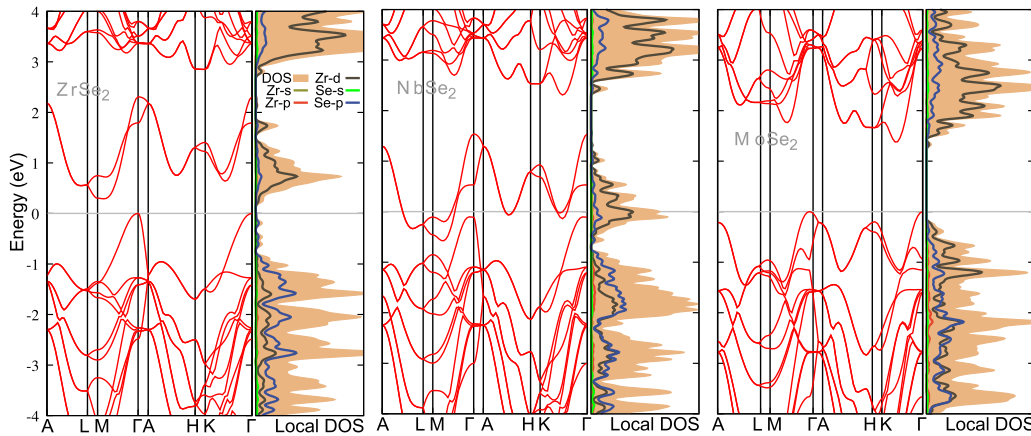 4
3
2
1
0
-1
-2
-3
-4
Energy (eV)
ZrSe2
DOS Zr-d
Zr-s Se-s
Zr-p Se-p
A L M Γ A H K Γ Local DOS
NbSe2
A L M Γ A H K Γ Local DOS
MoSe2
A L M Γ A H K Γ Local DOS